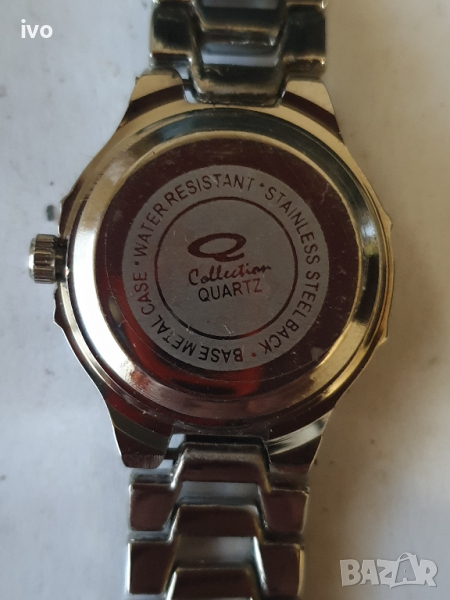 ivo
WATER RESISTANT • STAINLESS STEEL BACK • BASE METAL CASE •
Q
Collection
QUARTZ
BAZAR